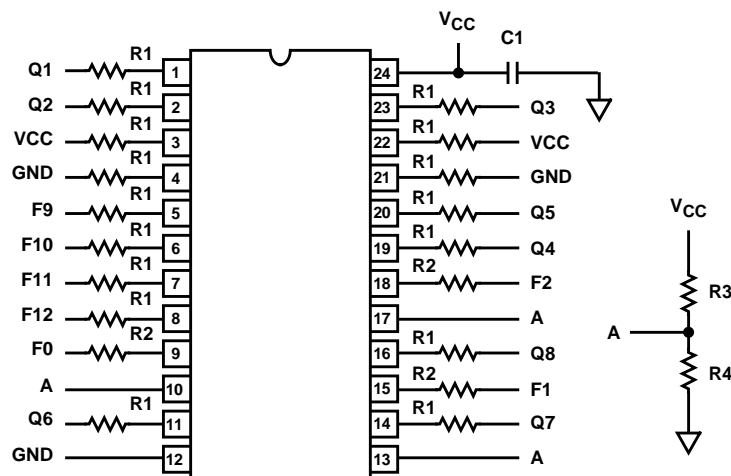 VCC C1
Q1 R1 1 24
Q2 R1 2 23 R1 Q3
VCC R1 3 22 R1 VCC
GND R1 4 21 R1 GND
F9 R1 5 20 R1 Q5
F10 R1 6 19 R1 Q4
F11 R1 7 18 R2 F2
F12 R1 8 17 A
F0 R2 9 16 R1 Q8
A 10 15 R2 F1
Q6 R1 11 14 R1 Q7
GND 12 13 A
VCC
R3
A
R4